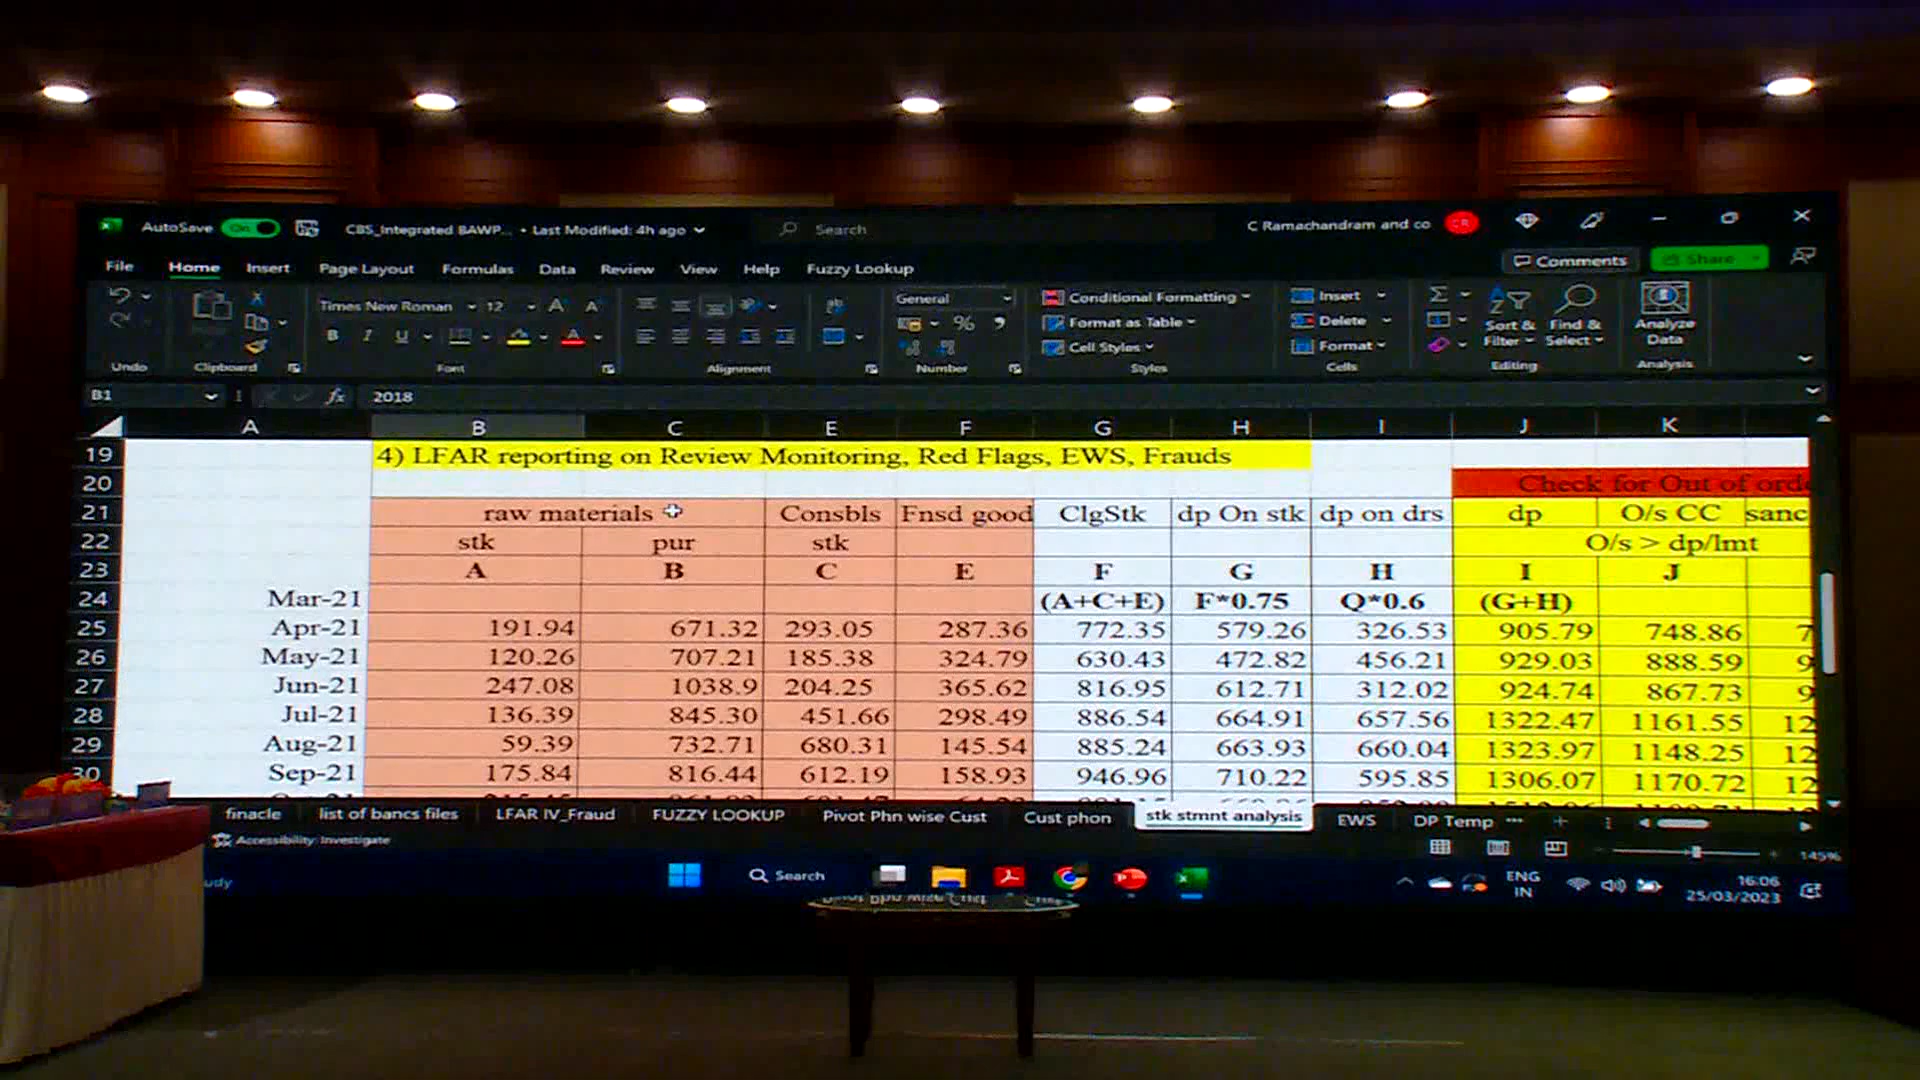 AutoSave On CBS_Integrated BAWP... • Last Modified: 4h ago Search C Ramachandram and co CR
File Home Insert Page Layout Formulas Data Review View Help Fuzzy Lookup Comments Share
Times New Roman 12 A A General Conditional Formatting Insert
B I U A % Format as Table Delete Sort & Find & Analyze
Cell Styles Format Filter Select Data
Undo Clipboard Font Alignment Number Styles Cells Editing Analysis
B1 fx 2018
A B C E F G H I J K
19 4) LFAR reporting on Review Monitoring, Red Flags, EWS, Frauds
20 Check for Out of
21 raw materials Consbls Fnsd good ClgStk dp On stk dp on drs dp O/s CC sanc
22 stk pur stk O/s > dp/lmt
23 A B C E F G H I J
24 Mar-21 (A+C+E) F*0.75 Q*0.6 (G+H)
25 Apr-21 191.94 671.32 293.05 287.36 772.35 579.26 326.53 905.79 748.86 7
26 May-21 120.26 707.21 185.38 324.79 630.43 472.82 456.21 929.03 888.59 9
27 Jun-21 247.08 1038.9 204.25 365.62 816.95 612.71 312.02 924.74 867.73 9
28 Jul-21 136.39 845.30 451.66 298.49 886.54 664.91 657.56 1322.47 1161.55 12
29 Aug-21 59.39 732.71 680.31 145.54 885.24 663.93 660.04 1323.97 1148.25 12
30 Sep-21 175.84 816.44 612.19 158.93 946.96 710.22 595.85 1306.07 1170.72 12
finacle list of bancs files LFAR IV_Fraud FUZZY LOOKUP Pivot Phn wise Cust Cust phon stk stmnt analysis EWS DP Temp ...
Accessibility: Investigate 145%
Search ENG 16:06
IN 25/03/2023